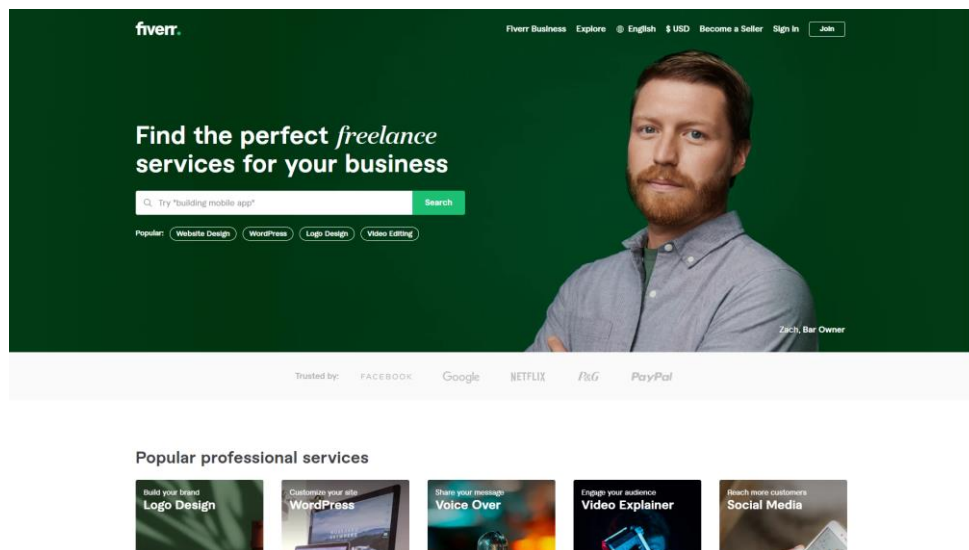 fiverr.
Fiverr Business Explore English $ USD Become a Seller Sign In Join
Find the perfect freelance
services for your business
Try "building mobile app" Search
Popular: Website Design WordPress Logo Design Video Editing
Zach, Bar Owner
Trusted by: FACEBOOK Google NETFLIX P&G PayPal
Popular professional services
Build your brand
Logo Design
Customize your site
WordPress
Share your message
Voice Over
Engage your audience
Video Explainer
Reach more customers
Social Media